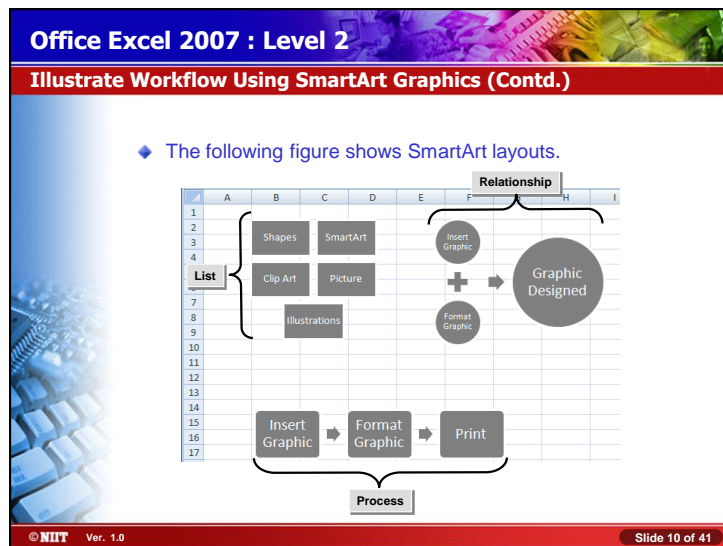 Office Excel 2007 : Level 2
Illustrate Workflow Using SmartArt Graphics (Contd.)
The following figure shows SmartArt layouts.
Relationship
A B C D E F H I
1
2
3
4
7
8
9
10
11
12
13
14
15
16
17
List
Shapes SmartArt
Clip Art Picture
Illustrations
Insert
Graphic
Format
Graphic
Graphic
Designed
Insert
Graphic
Format
Graphic
Print
Process
© NIIT Ver. 1.0 Slide 10 of 41